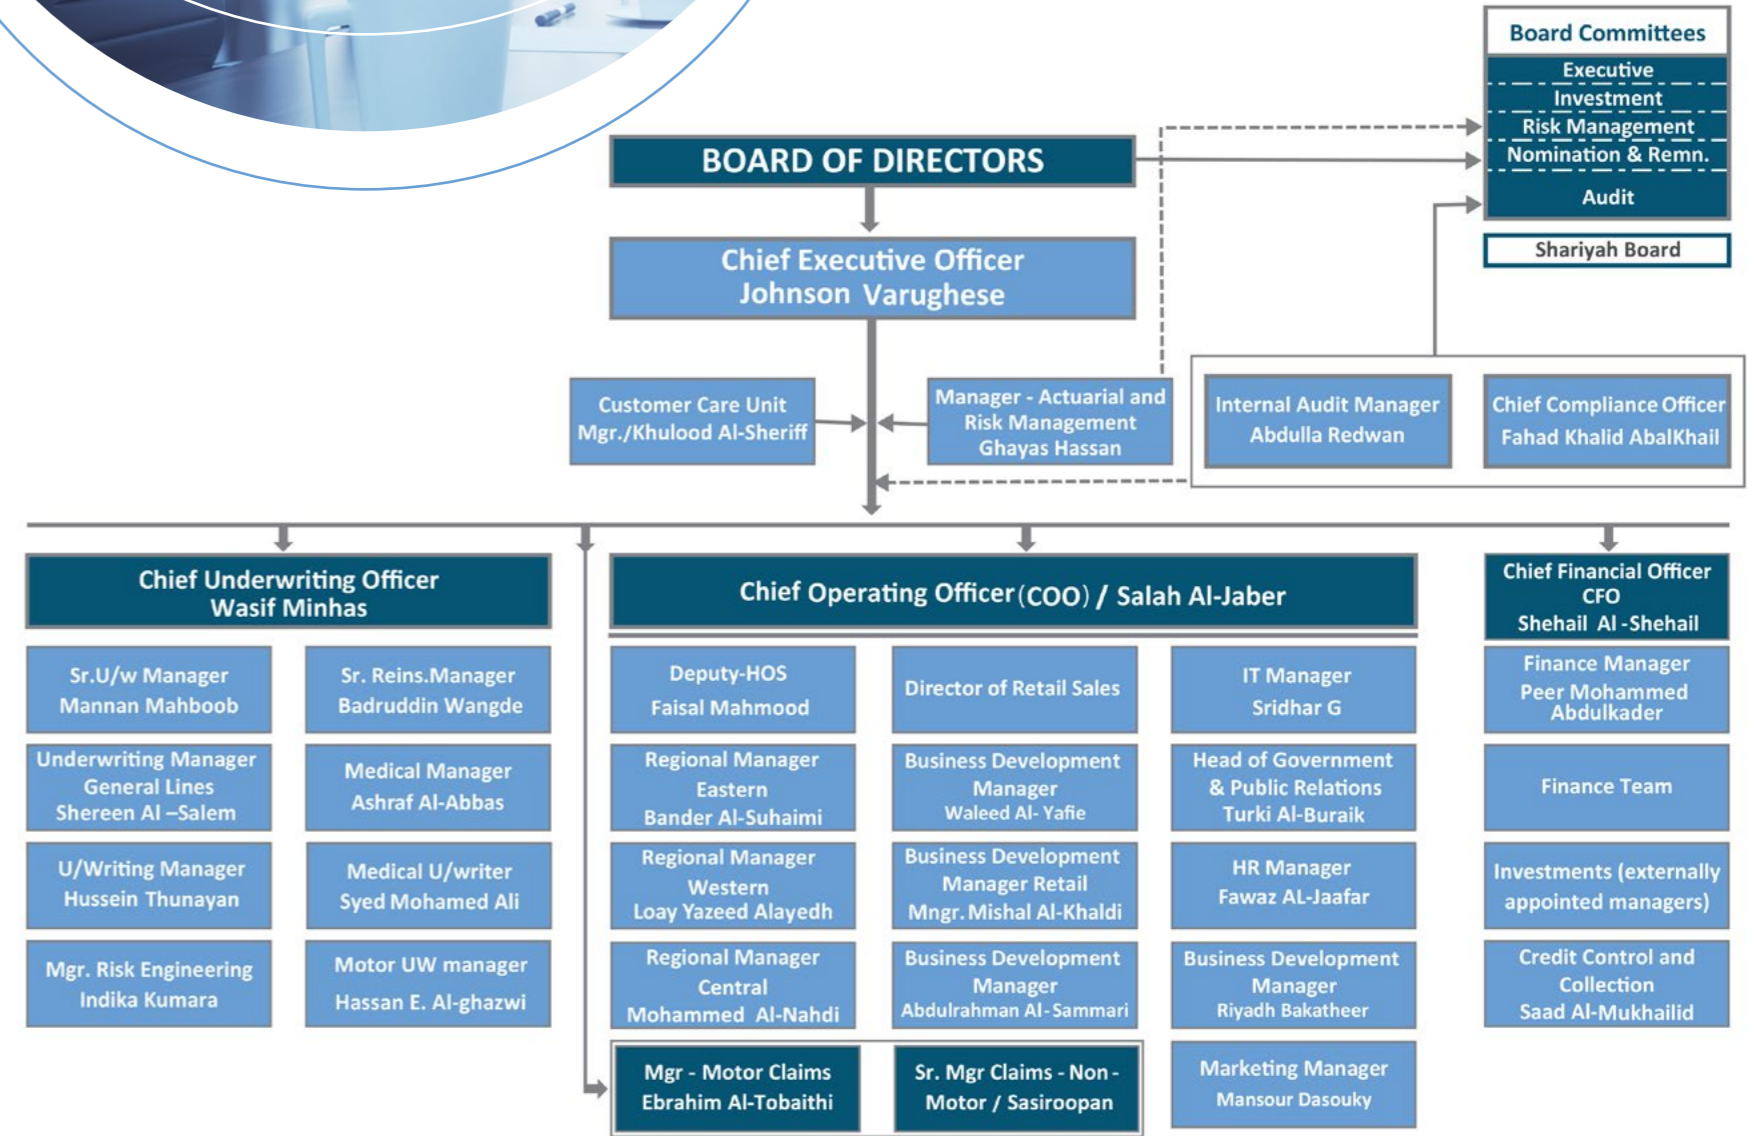 Board Committees
Executive
Investment
Risk Management
Nomination & Remn.
Audit
Shariyah Board
BOARD OF DIRECTORS
Chief Executive Officer
Johnson Varughese
Customer Care Unit
Mgr./Khulood Al-Sheriff
Manager - Actuarial and
Risk Management
Ghayas Hassan
Internal Audit Manager
Abdulla Redwan
Chief Compliance Officer
Fahad Khalid AbalKhail
Chief Underwriting Officer
Wasif Minhas
Sr.U/w Manager
Mannan Mahboob
Sr. Reins.Manager
Badruddin Wangde
Underwriting Manager
General Lines
Shereen Al –Salem
Medical Manager
Ashraf Al-Abbas
U/Writing Manager
Hussein Thunayan
Medical U/writer
Syed Mohamed Ali
Mgr. Risk Engineering
Indika Kumara
Motor UW manager
Hassan E. Al-ghazwi
Chief Operating Officer(COO) / Salah Al-Jaber
Deputy-HOS
Faisal Mahmood
Director of Retail Sales
IT Manager
Sridhar G
Regional Manager
Eastern
Bander Al-Suhaimi
Business Development
Manager
Waleed Al- Yafie
Head of Government
& Public Relations
Turki Al-Buraik
Regional Manager
Western
Loay Yazeed Alayedh
Business Development
Manager Retail
Mngr. Mishal Al-Khaldi
HR Manager
Fawaz AL-Jaafar
Regional Manager
Central
Mohammed Al-Nahdi
Business Development
Manager
Abdulrahman Al-Sammari
Business Development
Manager
Riyadh Bakatheer
Mgr - Motor Claims
Ebrahim Al-Tobaithi
Sr. Mgr Claims - Non -
Motor / Sasiroopan
Marketing Manager
Mansour Dasouky
Chief Financial Officer
CFO
Shehail Al -Shehail
Finance Manager
Peer Mohammed
Abdulkader
Finance Team
Investments (externally
appointed managers)
Credit Control and
Collection
Saad Al-Mukhailid